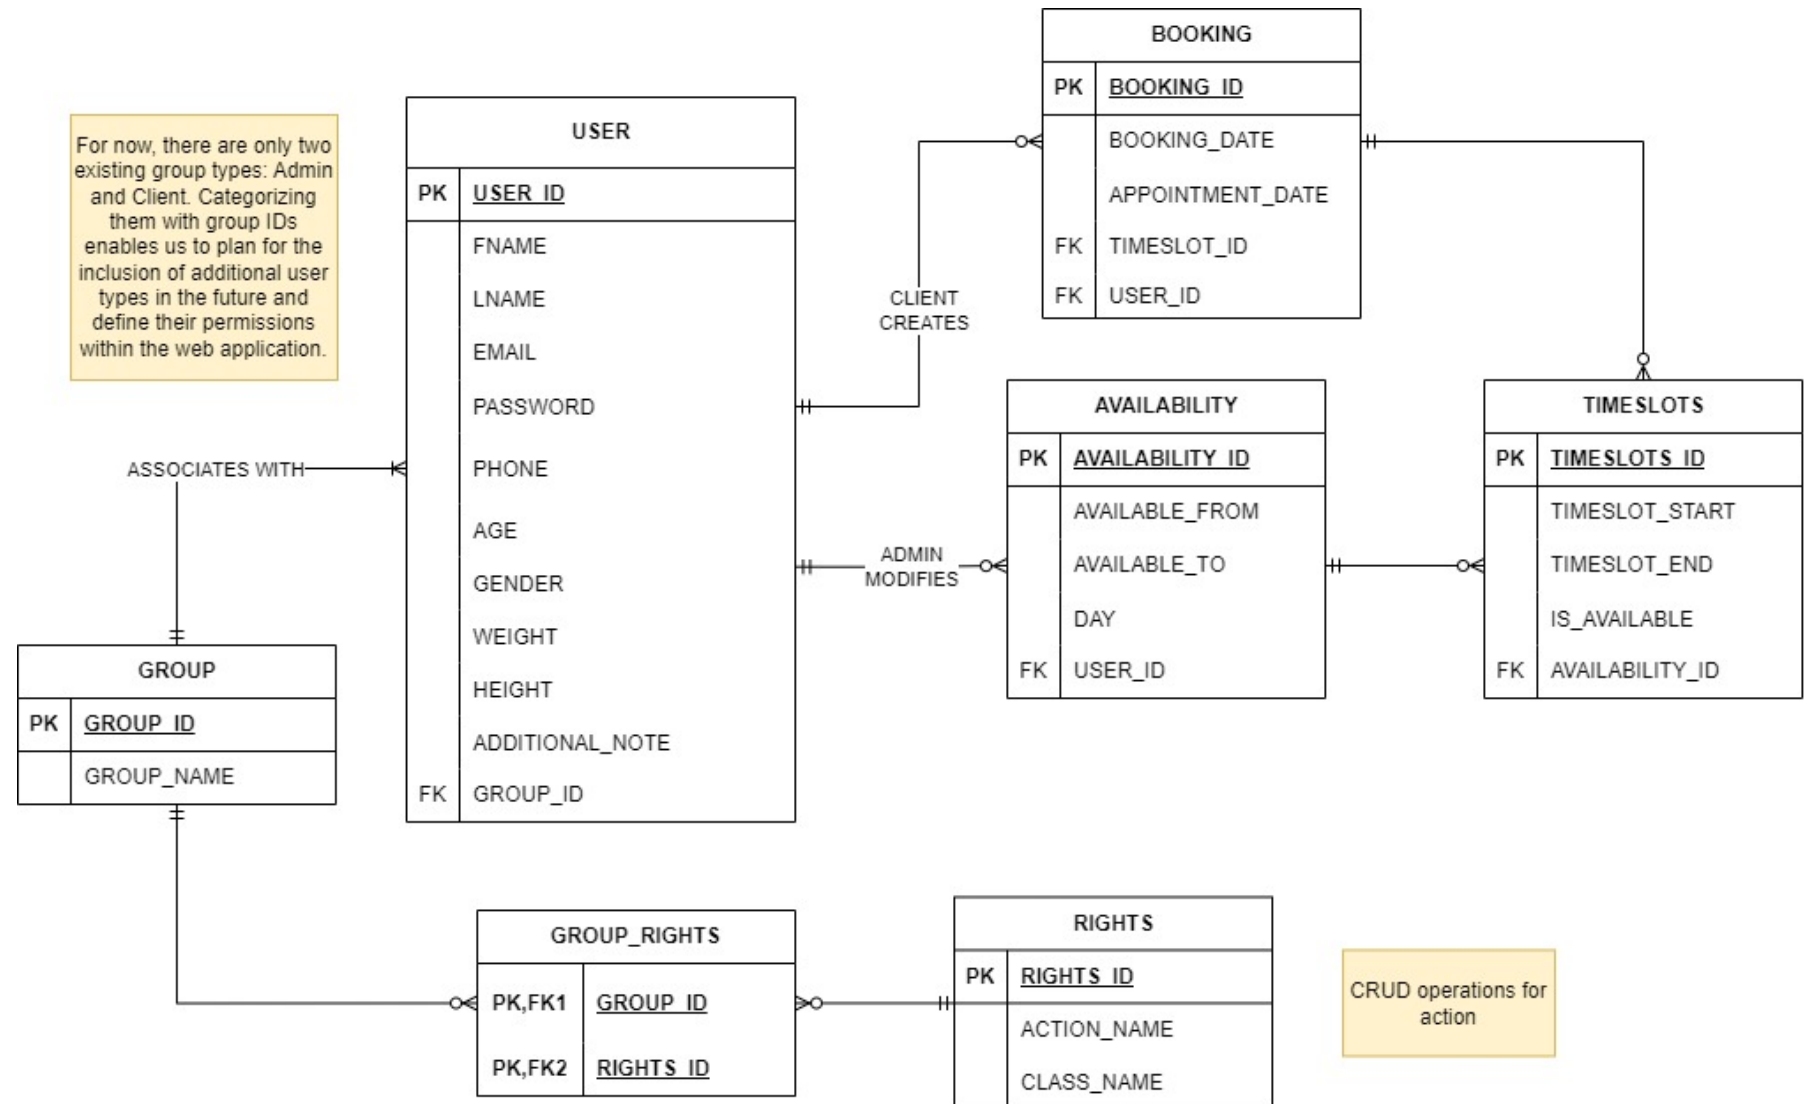 BOOKING
PK BOOKING_ID
BOOKING_DATE
APPOINTMENT_DATE
FK TIMESLOT_ID
FK USER_ID
For now, there are only two
existing group types: Admin
and Client. Categorizing
them with group IDs
enables us to plan for the
inclusion of additional user
types in the future and
define their permissions
within the web application.
USER
PK USER_ID
FNAME
LNAME
EMAIL
PASSWORD
PHONE
AGE
GENDER
WEIGHT
HEIGHT
ADDITIONAL_NOTE
FK GROUP_ID
CLIENT
CREATES
ADMIN
MODIFIES
AVAILABILITY
PK AVAILABILITY_ID
AVAILABLE_FROM
AVAILABLE_TO
DAY
FK USER_ID
TIMESLOTS
PK TIMESLOTS_ID
TIMESLOT_START
TIMESLOT_END
IS_AVAILABLE
FK AVAILABILITY_ID
ASSOCIATES WITH
GROUP
PK GROUP_ID
GROUP_NAME
GROUP_RIGHTS
PK,FK1 GROUP_ID
PK,FK2 RIGHTS_ID
RIGHTS
PK RIGHTS_ID
ACTION_NAME
CLASS_NAME
CRUD operations for
action